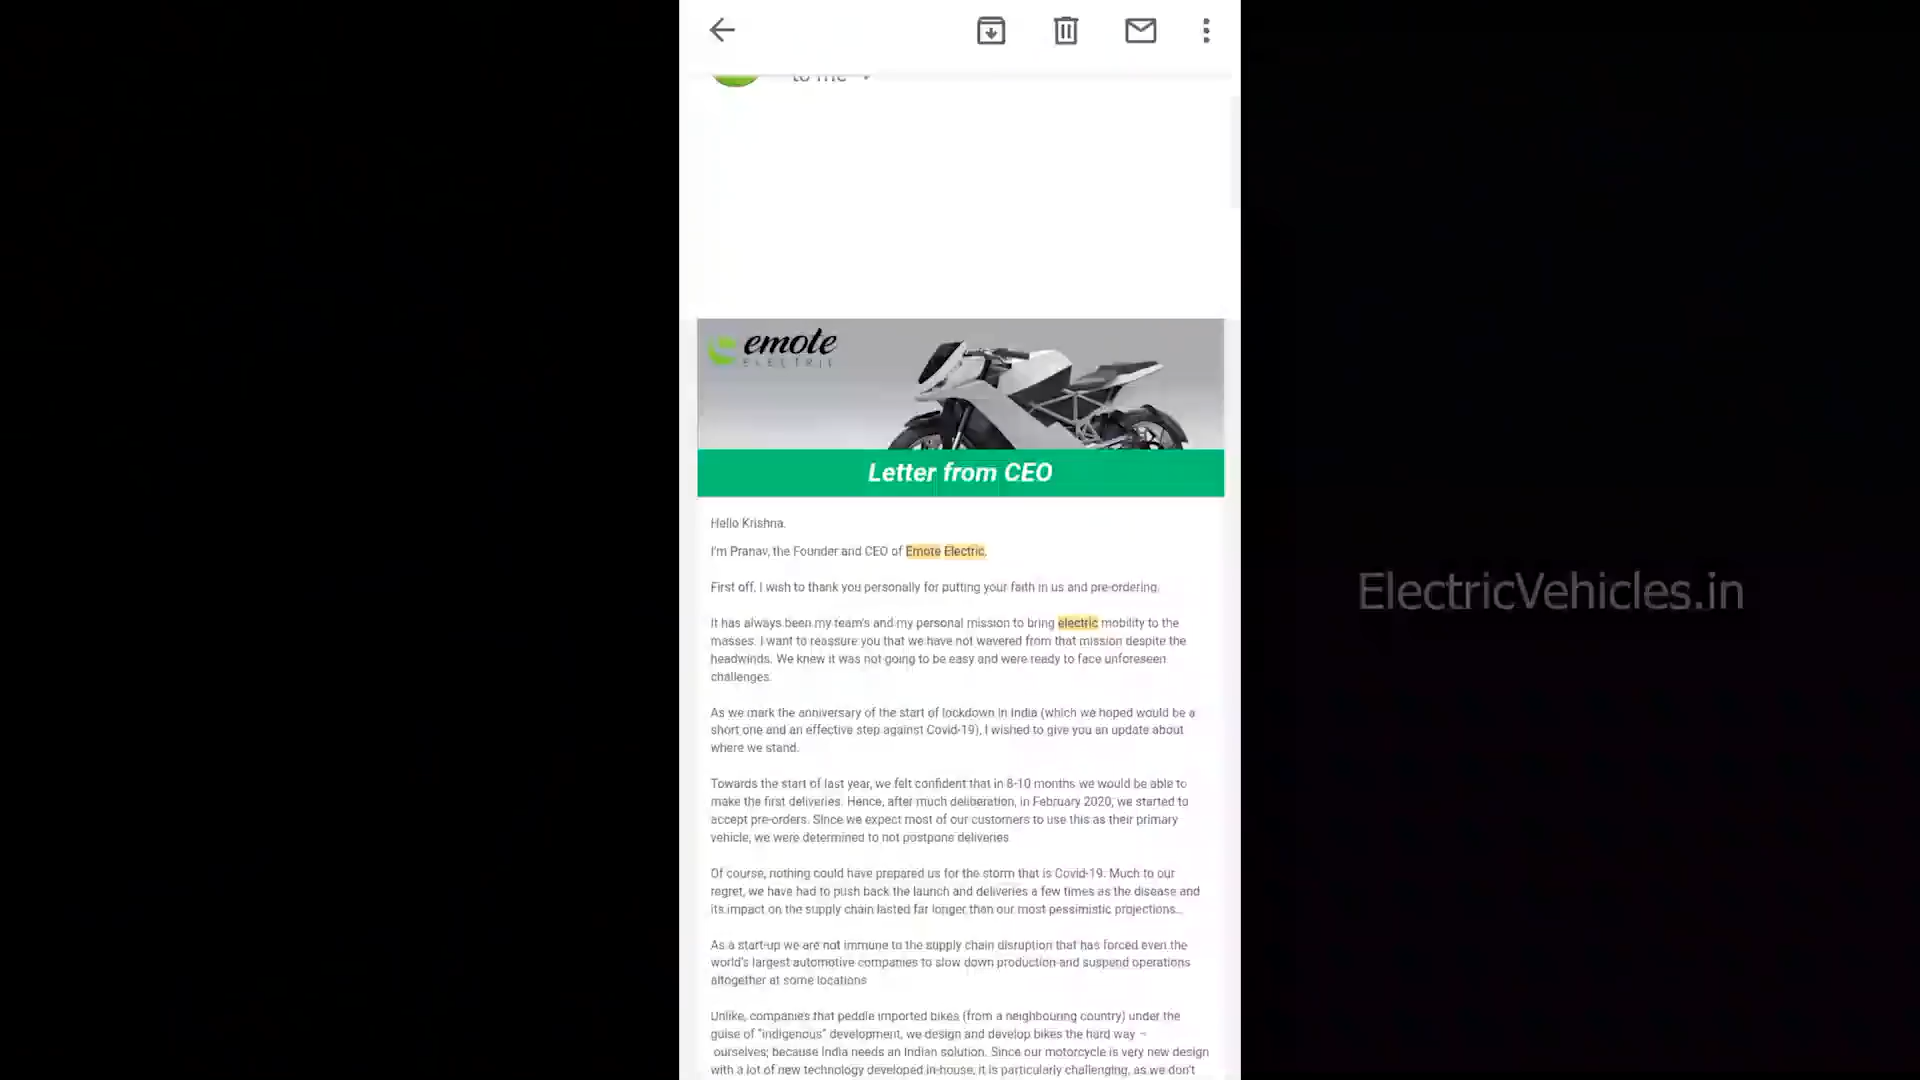 to me
emote
ELECTRIC
Letter from CEO
Hello Krishna,
I'm Pranav, the Founder and CEO of Emote Electric.
First off, I wish to thank you personally for putting your faith in us and pre-ordering.
It has always been my team's and my personal mission to bring electric mobility to the
masses. I want to reassure you that we have not wavered from that mission despite the
headwinds. We knew it was not going to be easy and were ready to face unforeseen
challenges.
As we mark the anniversary of the start of lockdown in India (which we hoped would be a
short one and an effective step against Covid-19), I wished to give you an update about
where we stand.
Towards the start of last year, we felt confident that in 8-10 months we would be able to
make the first deliveries. Hence, after much deliberation, in February 2020, we started to
accept pre-orders. Since we expect most of our customers to use this as their primary
vehicle, we were determined to not postpone deliveries
Of course, nothing could have prepared us for the storm that is Covid-19. Much to our
regret, we have had to push back the launch and deliveries a few times as the disease and
its impact on the supply chain lasted far longer than our most pessimistic projections...
As a start-up we are not immune to the supply chain disruption that has forced even the
world's largest automotive companies to slow down production and suspend operations
altogether at some locations
Unlike, companies that peddle imported bikes (from a neighbouring country) under the
guise of "indigenous" development, we design and develop bikes the hard way –
ourselves; because India needs an Indian solution. Since our motorcycle is very new design
with a lot of new technology developed in-house, it is particularly challenging, as we don't
ElectricVehicles.in